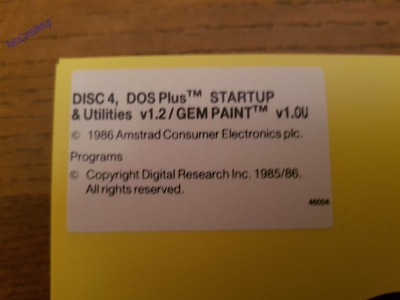 DISC 4, DOS Plus™ STARTUP
& Utilities v1.2 / GEM PAINT™ v1.0U
© 1986 Amstrad Consumer Electronics plc.
Programs
© Copyright Digital Research Inc. 1985/86.
All rights reserved.
46004